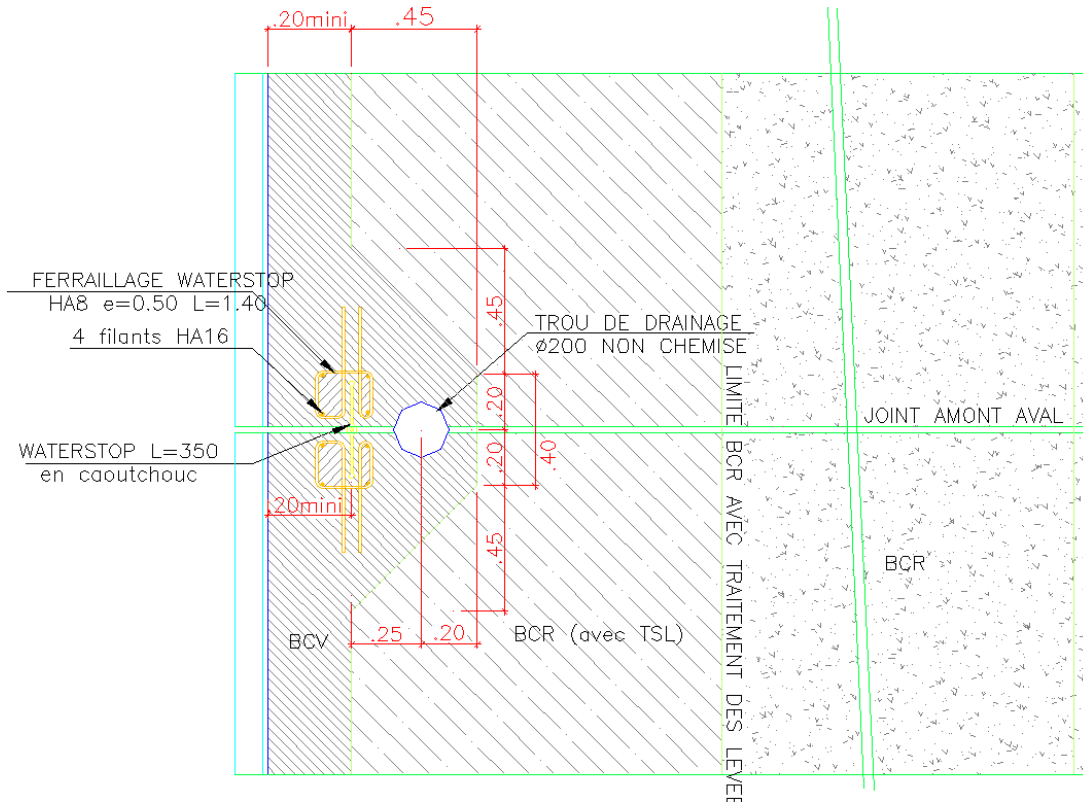 .20mini
.45
FERRAILLAGE WATERSTOP
HA8 e=0.50 L=1.40
4 filants HA16
.45
TROU DE DRAINAGE
Ø200 NON CHEMISE
.20
JOINT AMONT AVAL
WATERSTOP L=350
en caoutchouc
.20
.40
.20mini
.45
BCR
BCV
.25
.20
BCR (avec TSL)
LIMITE BCR AVEC TRAITEMENT DES LEVEE